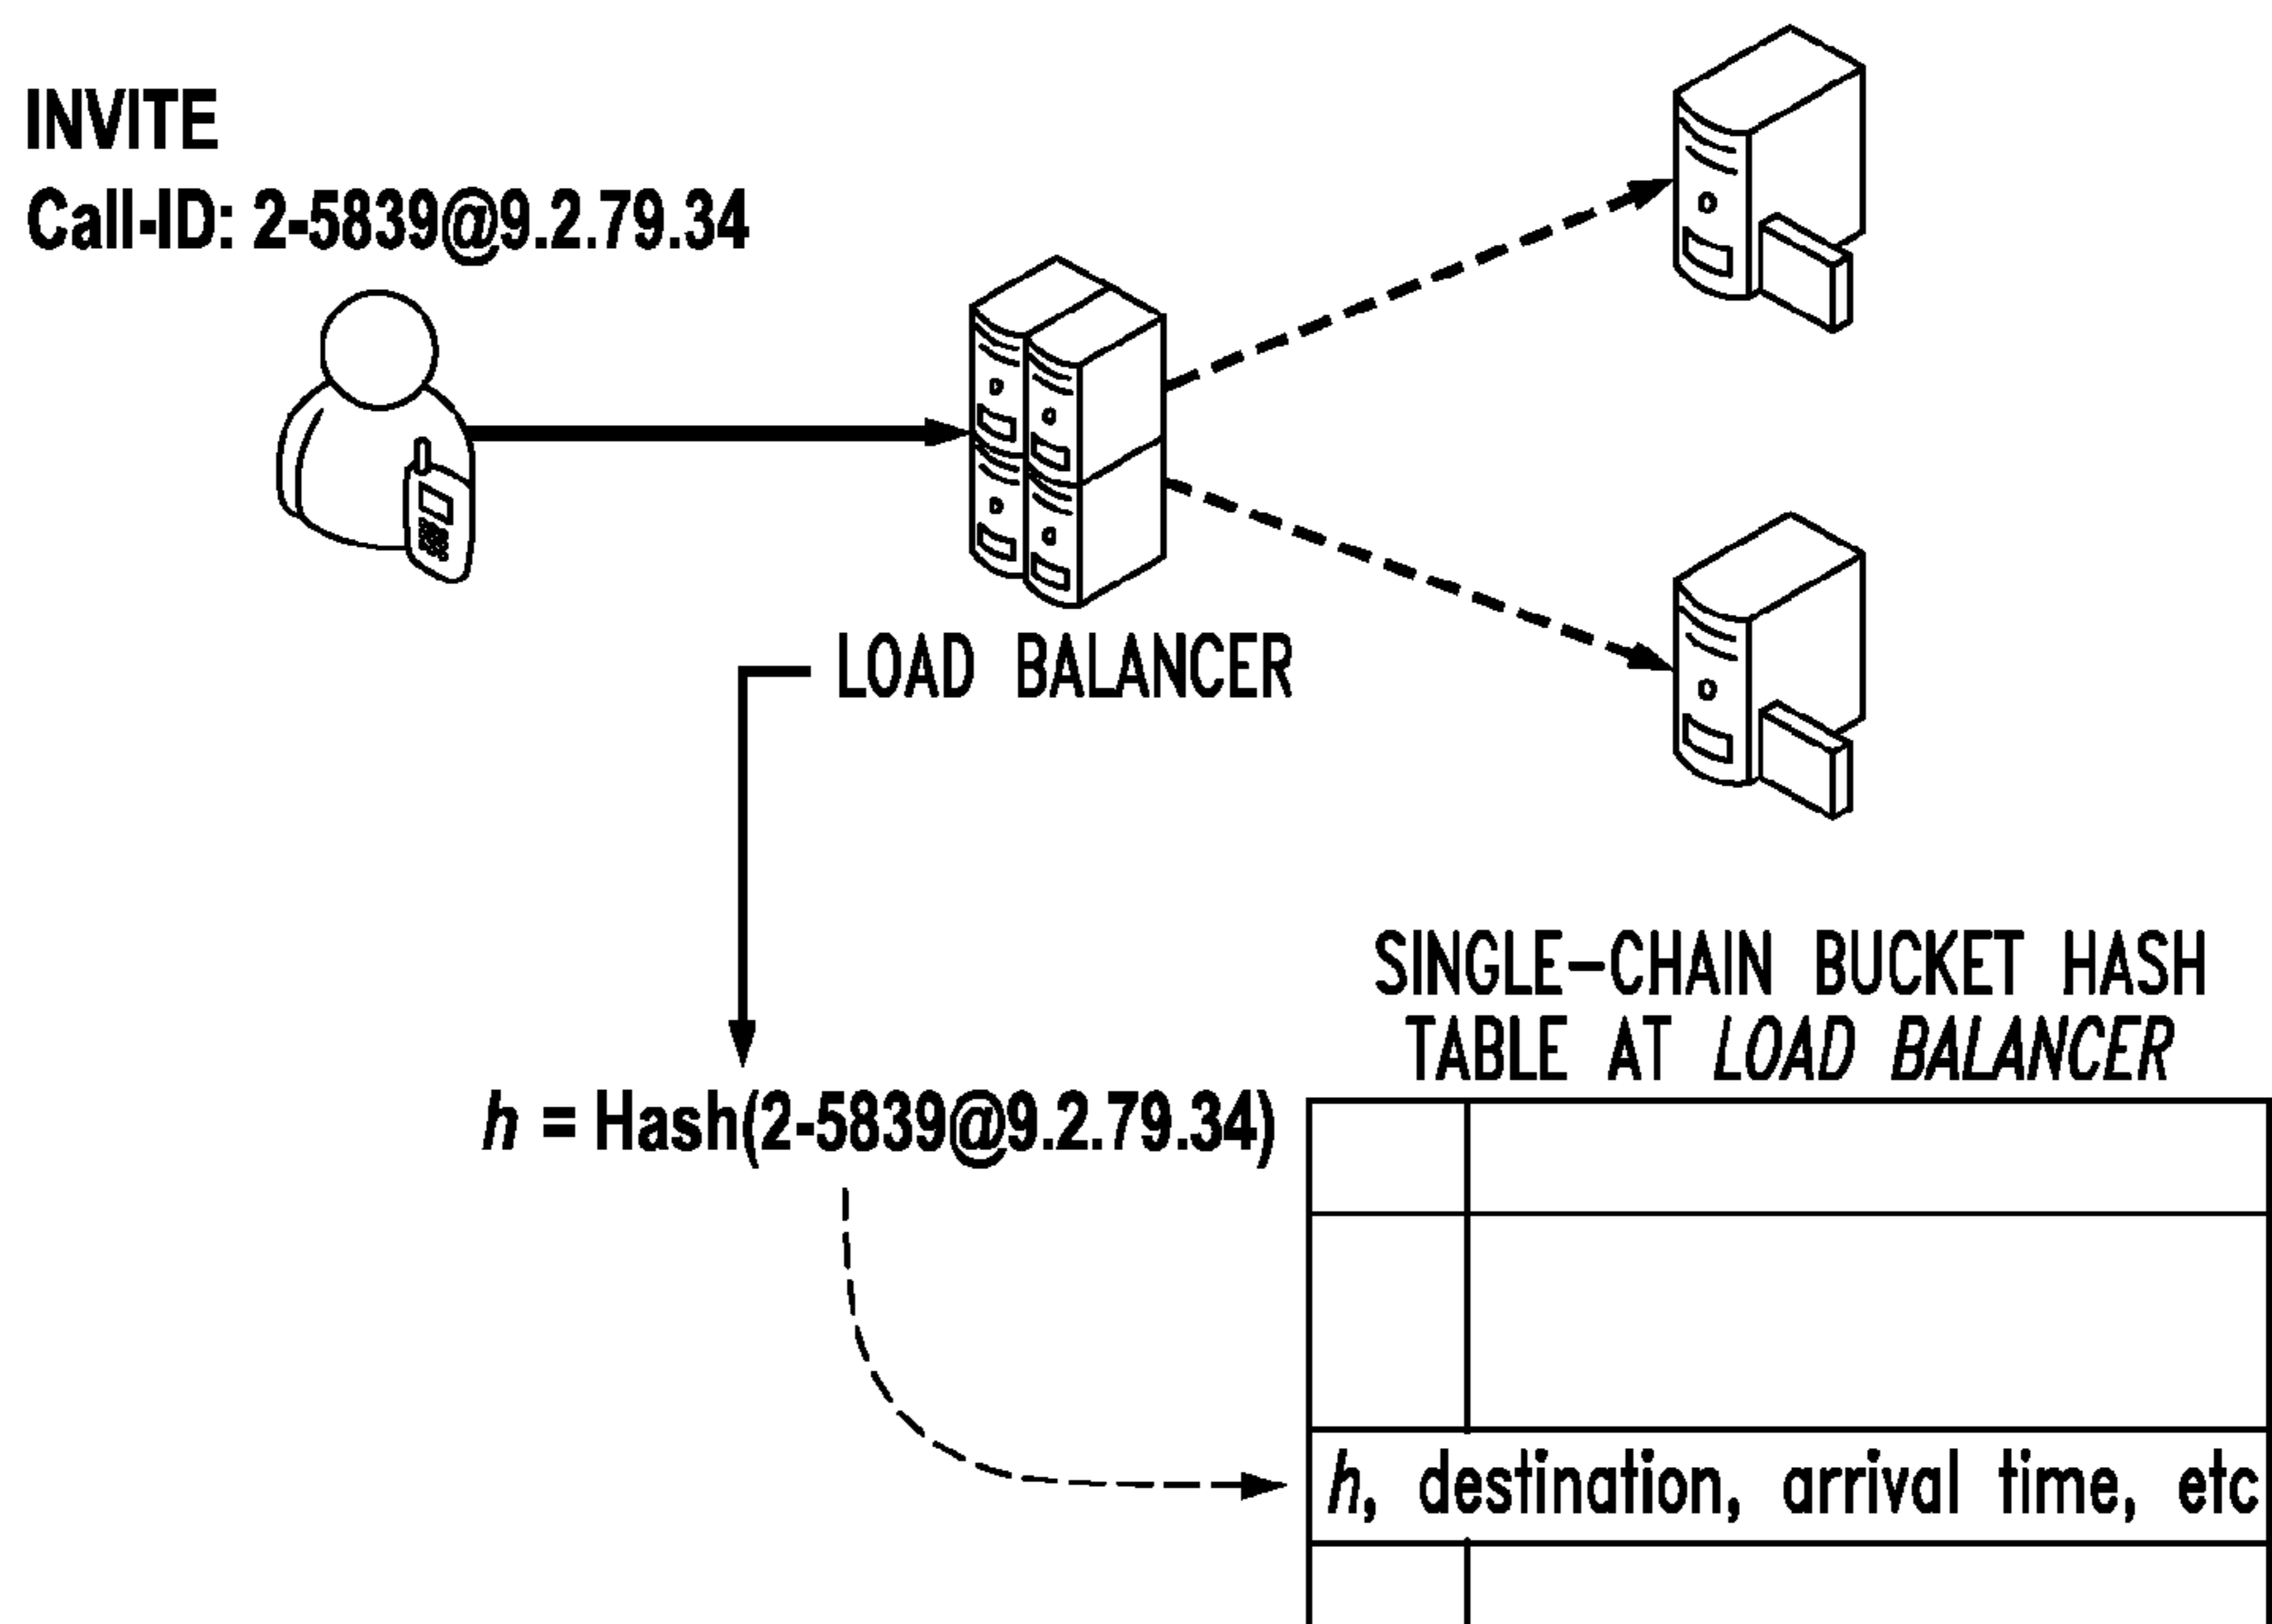 INVITE
Call-ID: 2-5839@9.2.79.34
LOAD BALANCER
SINGLE-CHAIN BUCKET HASH
TABLE AT LOAD BALANCER
h = Hash(2-5839@9.2.79.34)
h, destination, arrival time, etc